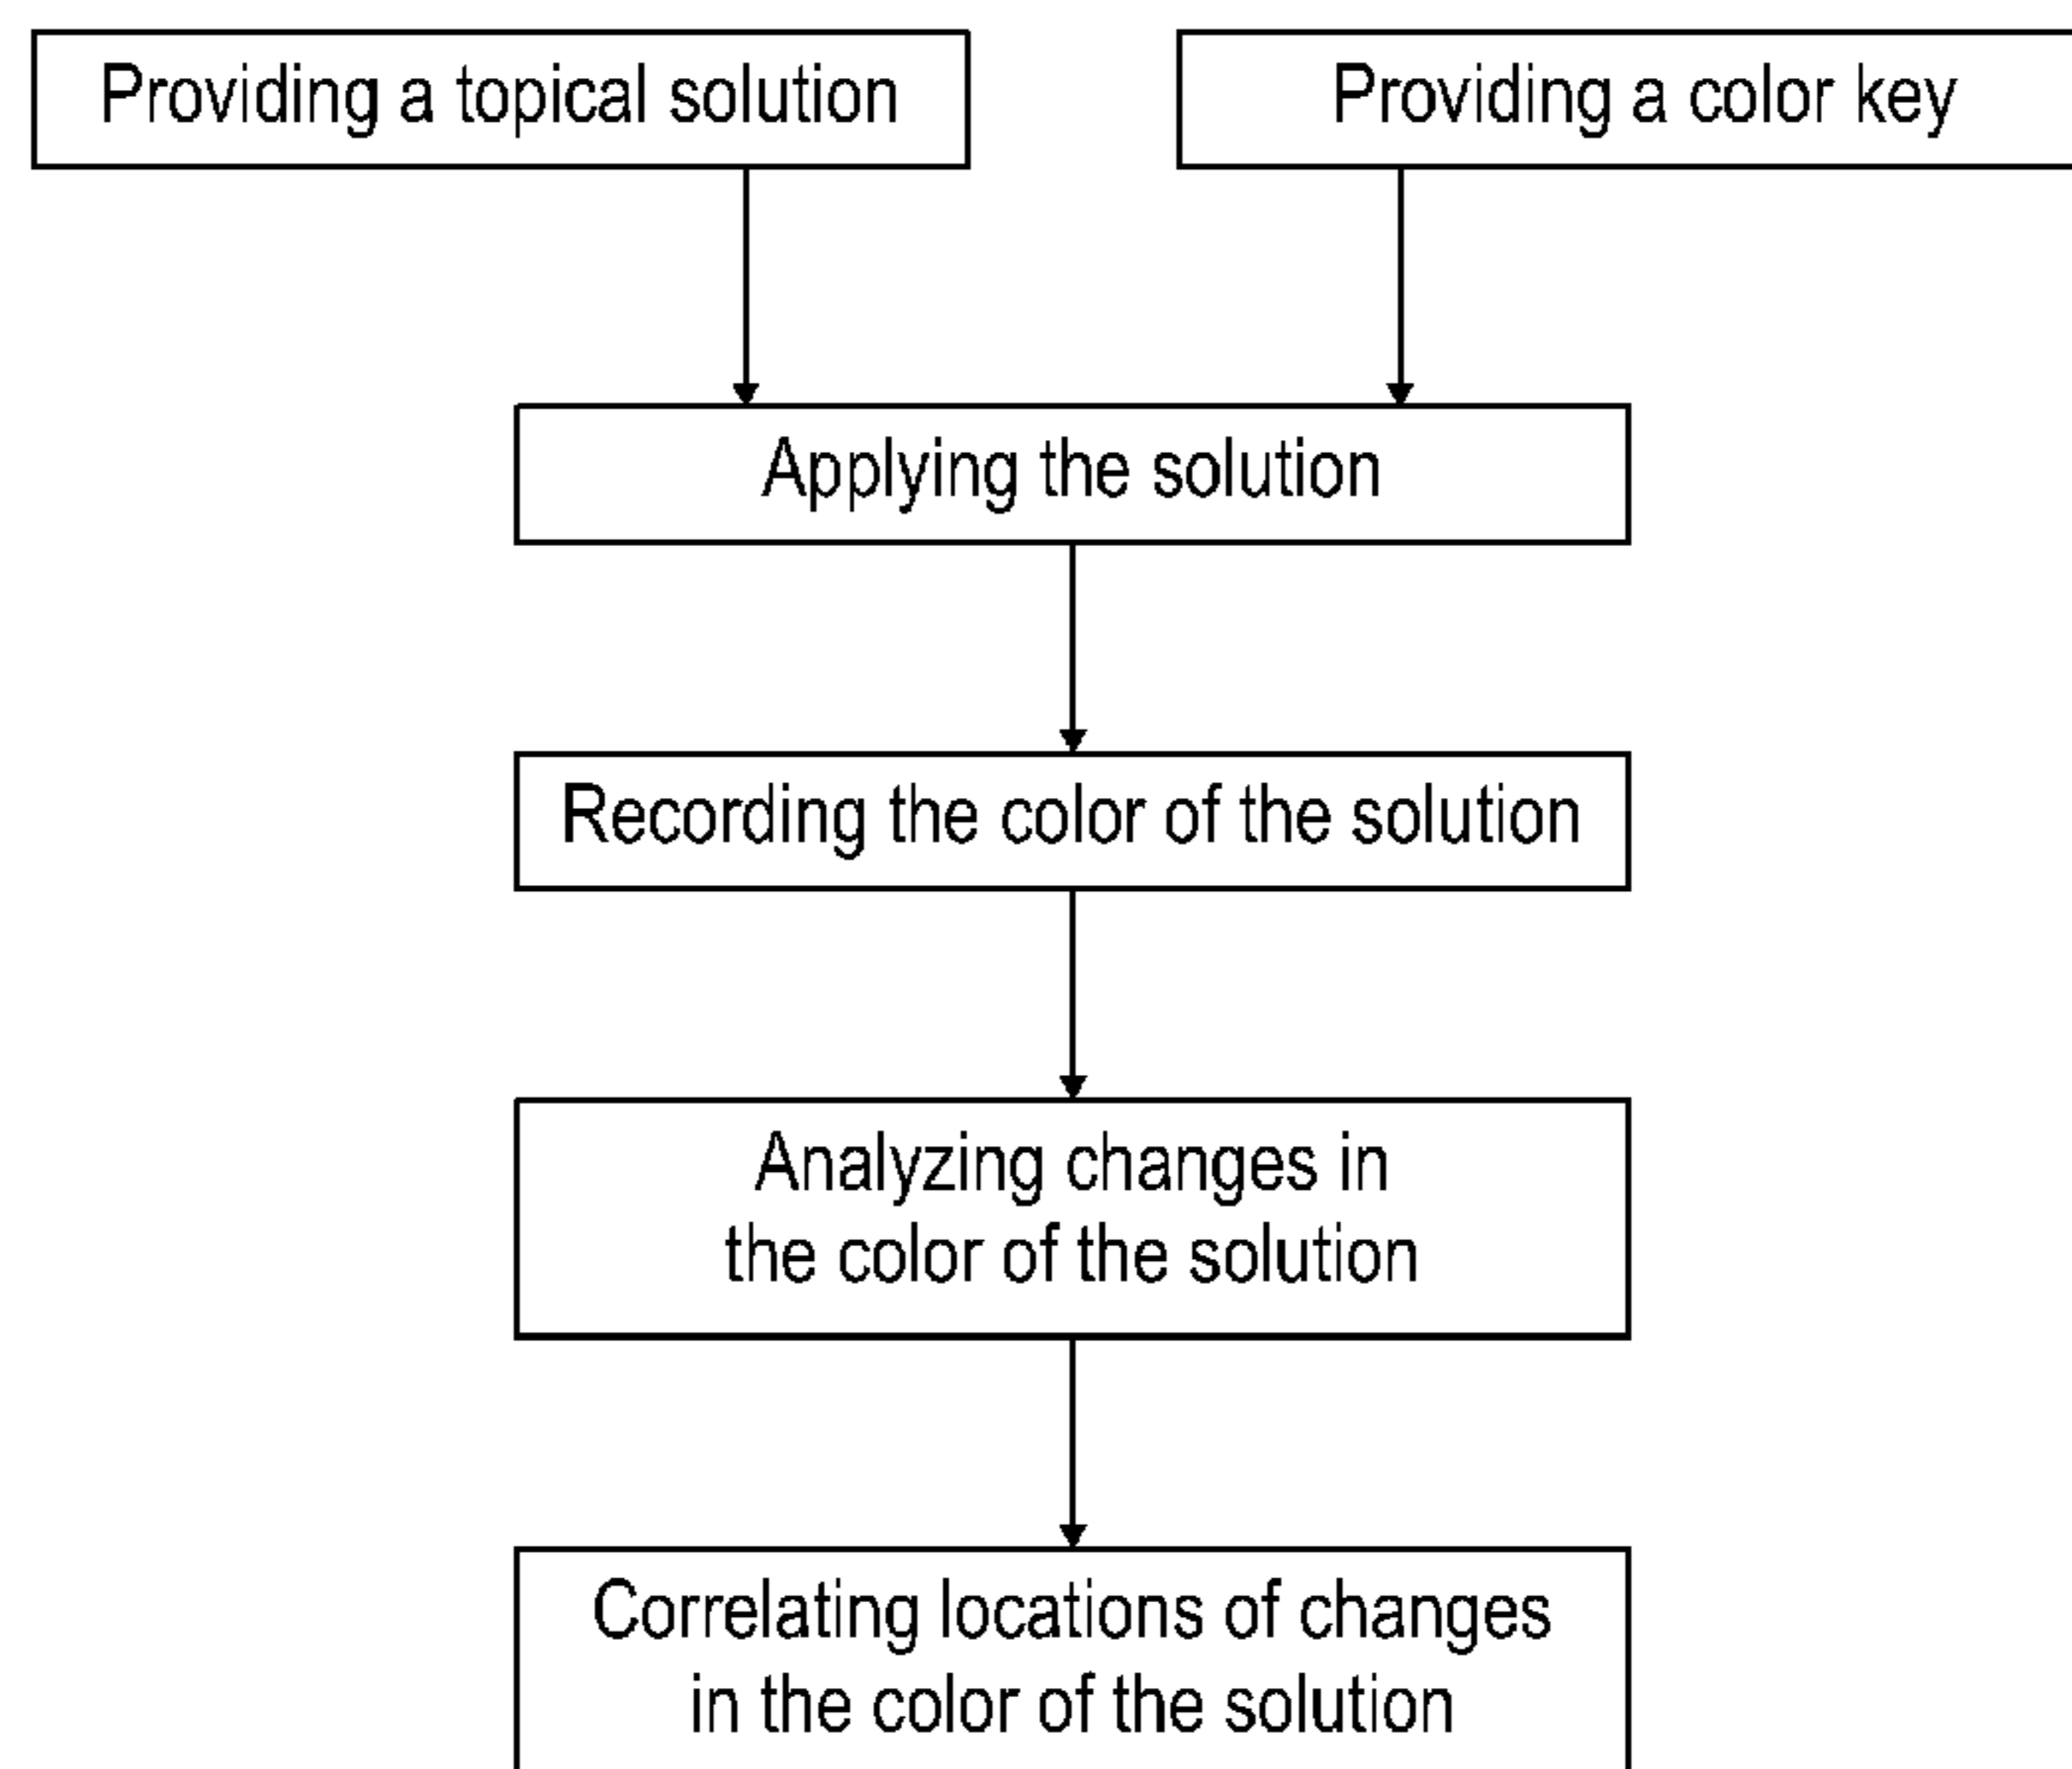 Providing a topical solution
Providing a color key
Applying the solution
Recording the color of the solution
Analyzing changes in
the color of the solution
Correlating locations of changes
in the color of the solution